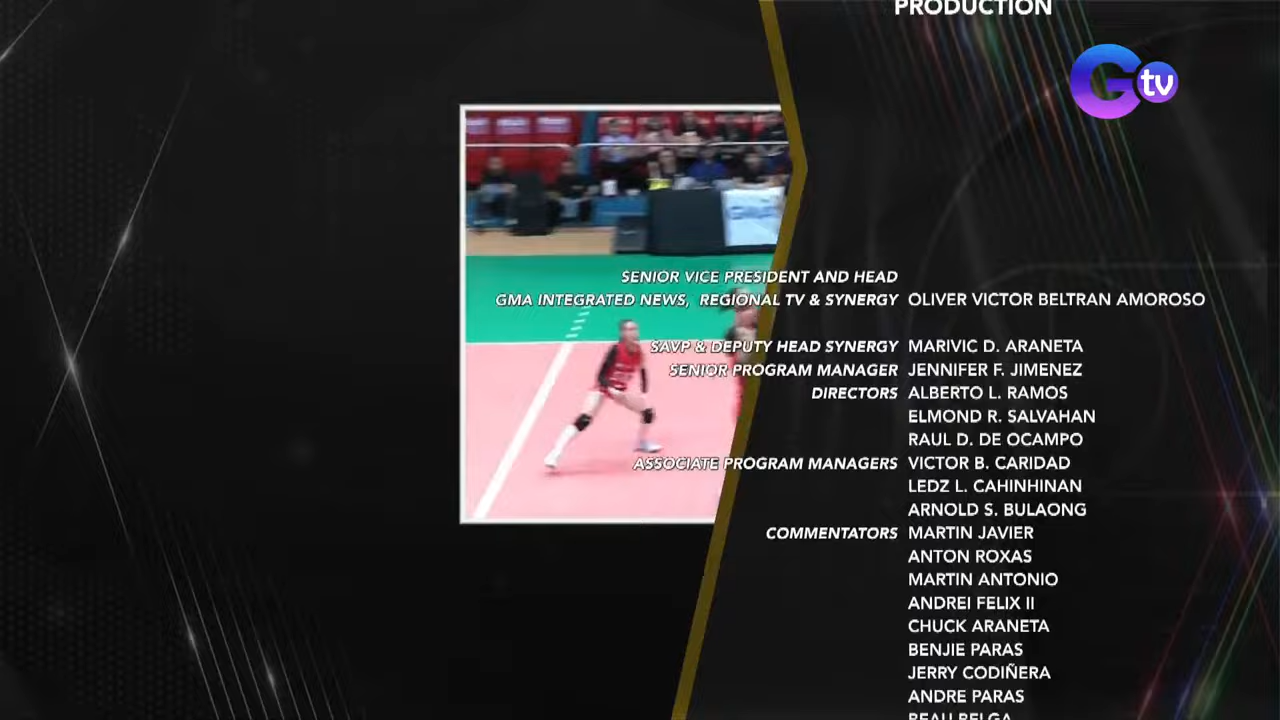 PRODUCTION
Gtv
SENIOR VICE PRESIDENT AND HEAD
GMA INTEGRATED NEWS, REGIONAL TV & SYNERGY OLIVER VICTOR BELTRAN AMOROSO
SAVP & DEPUTY HEAD SYNERGY MARIVIC D. ARANETA
SENIOR PROGRAM MANAGER JENNIFER F. JIMENEZ
DIRECTORS ALBERTO L. RAMOS
ELMOND R. SALVAHAN
RAUL D. DE OCAMPO
ASSOCIATE PROGRAM MANAGERS VICTOR B. CARIDAD
LEDZ L. CAHINHINAN
ARNOLD S. BULAONG
COMMENTATORS MARTIN JAVIER
ANTON ROXAS
MARTIN ANTONIO
ANDREI FELIX II
CHUCK ARANETA
BENJIE PARAS
JERRY CODIÑERA
ANDRE PARAS
BEAU BELGA